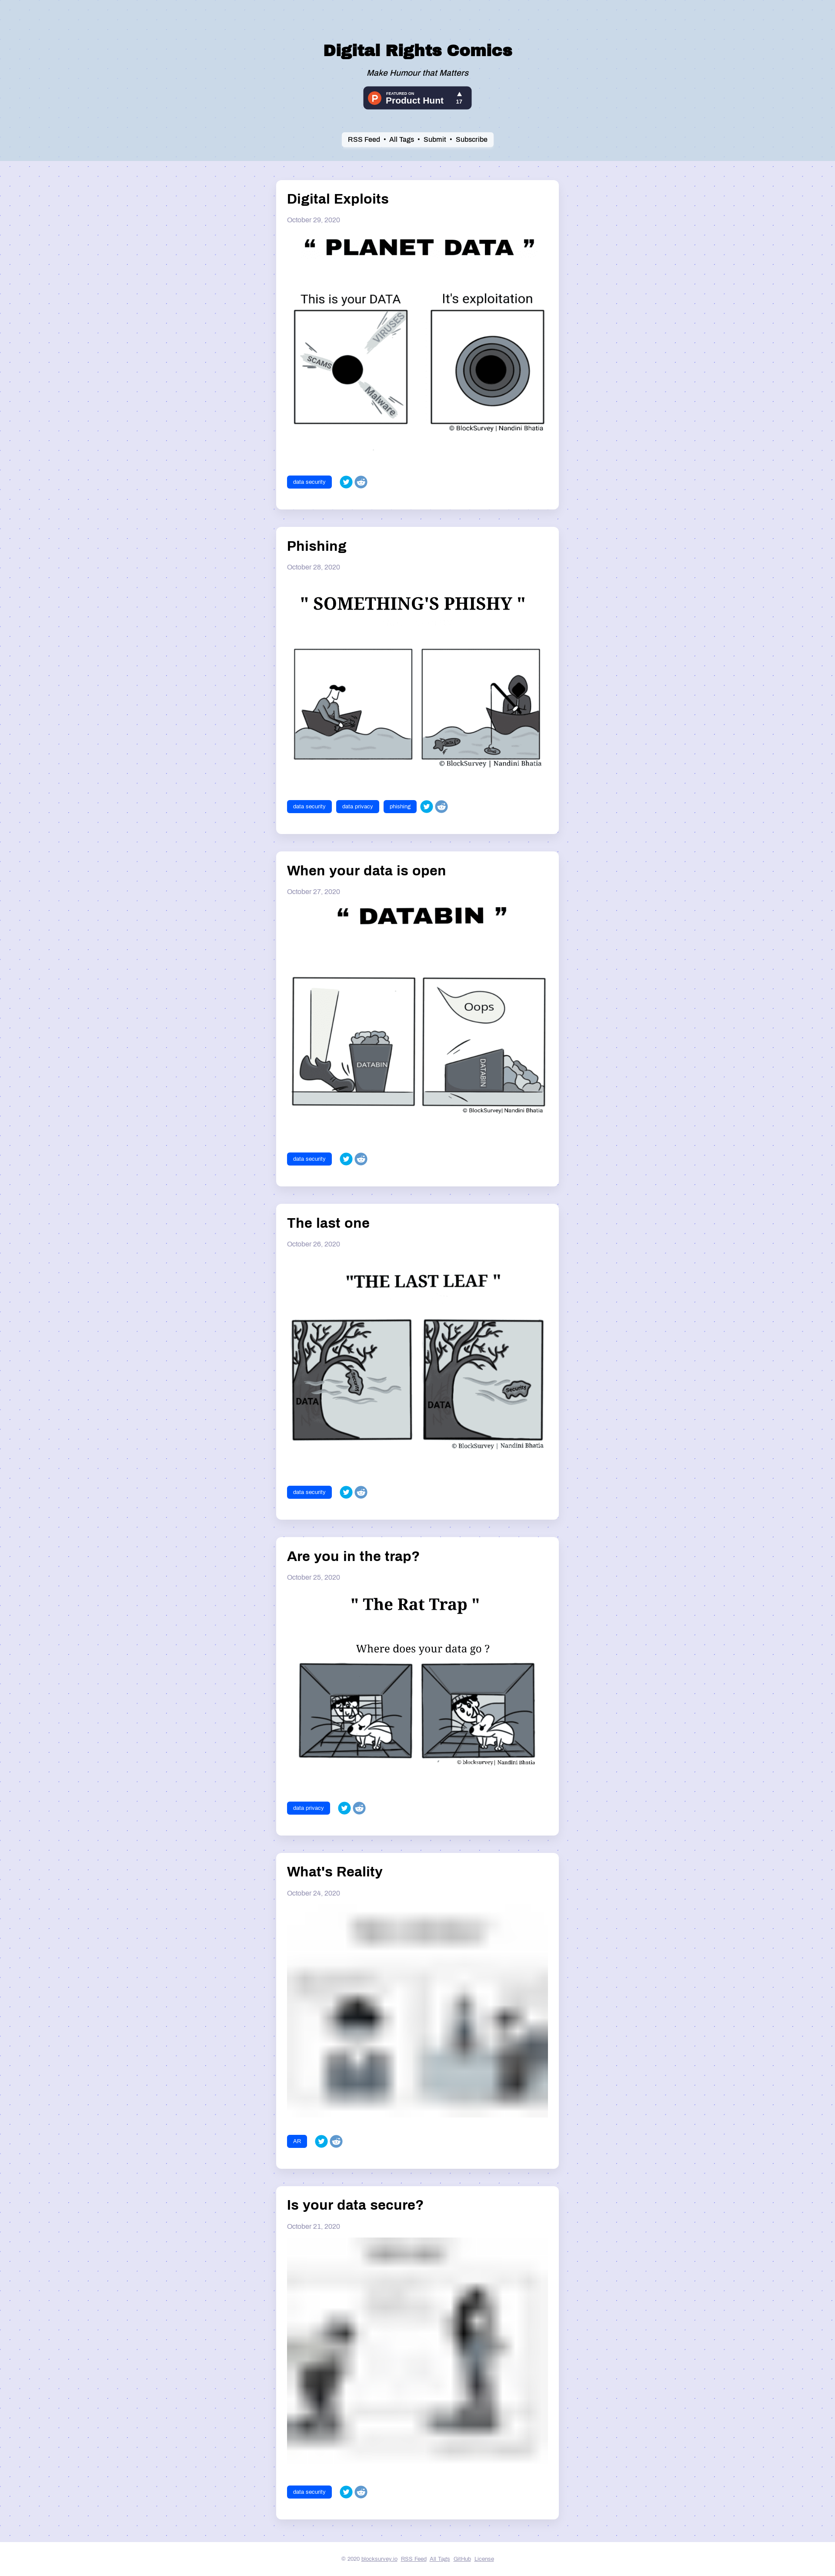 Digital Rights Comics
Make Humour that Matters
FEATURED ON
Product Hunt
17
RSS Feed • All Tags • Submit • Subscribe
Digital Exploits
October 29, 2020
“ PLANET DATA ”
This is your DATA
It's exploitation
VIRUSES
SCAMS
Malware
© BlockSurvey | Nandini Bhatia
data security
Phishing
October 28, 2020
" SOMETHING'S PHISHY "
© BlockSurvey | Nandini Bhatia
data security data privacy phishing
When your data is open
October 27, 2020
“ DATABIN ”
Oops
DATABIN
DATABIN
© BlockSurvey| Nandini Bhatia
data security
The last one
October 26, 2020
"THE LAST LEAF "
DATA
Security
DATA
© BlockSurvey | Nandini Bhatia
data security
Are you in the trap?
October 25, 2020
" The Rat Trap "
Where does your data go ?
© blocksurvey| Nandini Bhatia
data privacy
What's Reality
October 24, 2020
AR
Is your data secure?
October 21, 2020
data security
© 2020 blocksurvey.io RSS Feed All Tags GitHub License